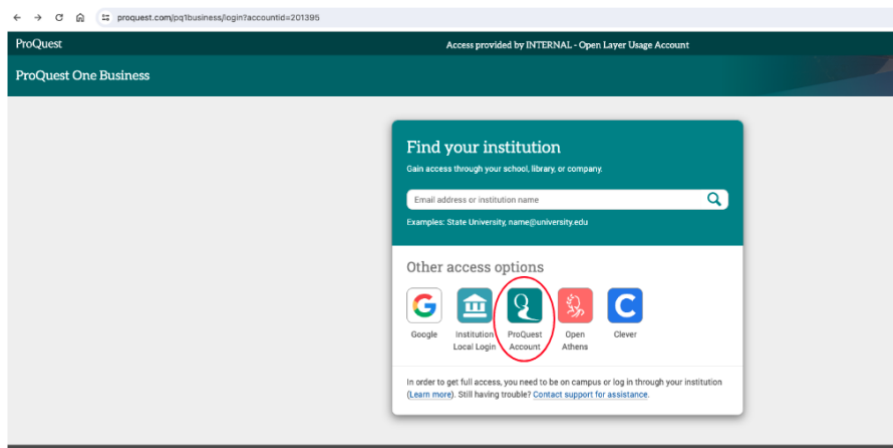 proquest.com/pq1business/login?accountid=201395
ProQuest
Access provided by INTERNAL - Open Layer Usage Account
ProQuest One Business
Find your institution
Gain access through your school, library, or company.
Email address or institution name
Examples: State University, name@university.edu
Other access options
Google
Institution Local Login
ProQuest Account
Open Athens
Clever
In order to get full access, you need to be on campus or log in through your institution
(Learn more). Still having trouble? Contact support for assistance.